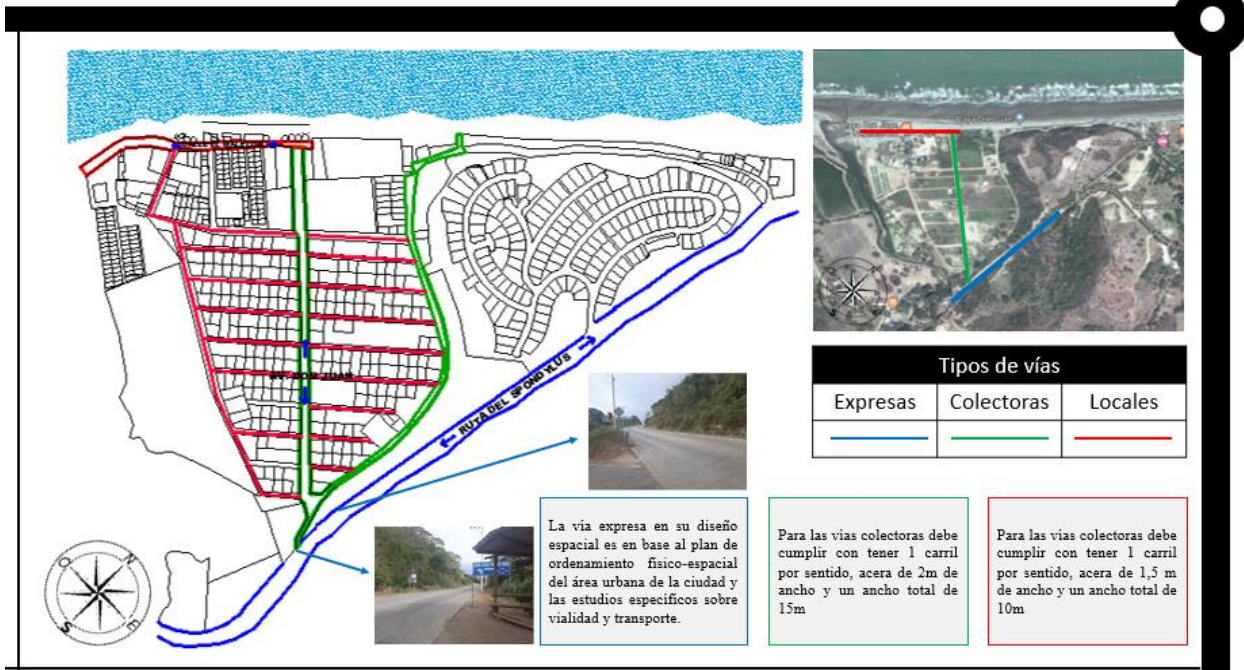 AV. DON JUAN
RUTA DEL SPONDYLUS
O
N
S
E
Tipos de vías
Expresas
Colectoras
Locales
La vía expresa en su diseño
espacial es en base al plan de
ordenamiento físico-espacial
del área urbana de la ciudad y
las estudios específicos sobre
vialidad y transporte.
Para las vías colectoras debe
cumplir con tener 1 carril
por sentido, acera de 2m de
ancho y un ancho total de
15m
Para las vías colectoras debe
cumplir con tener 1 carril
por sentido, acera de 1,5 m
de ancho y un ancho total de
10m